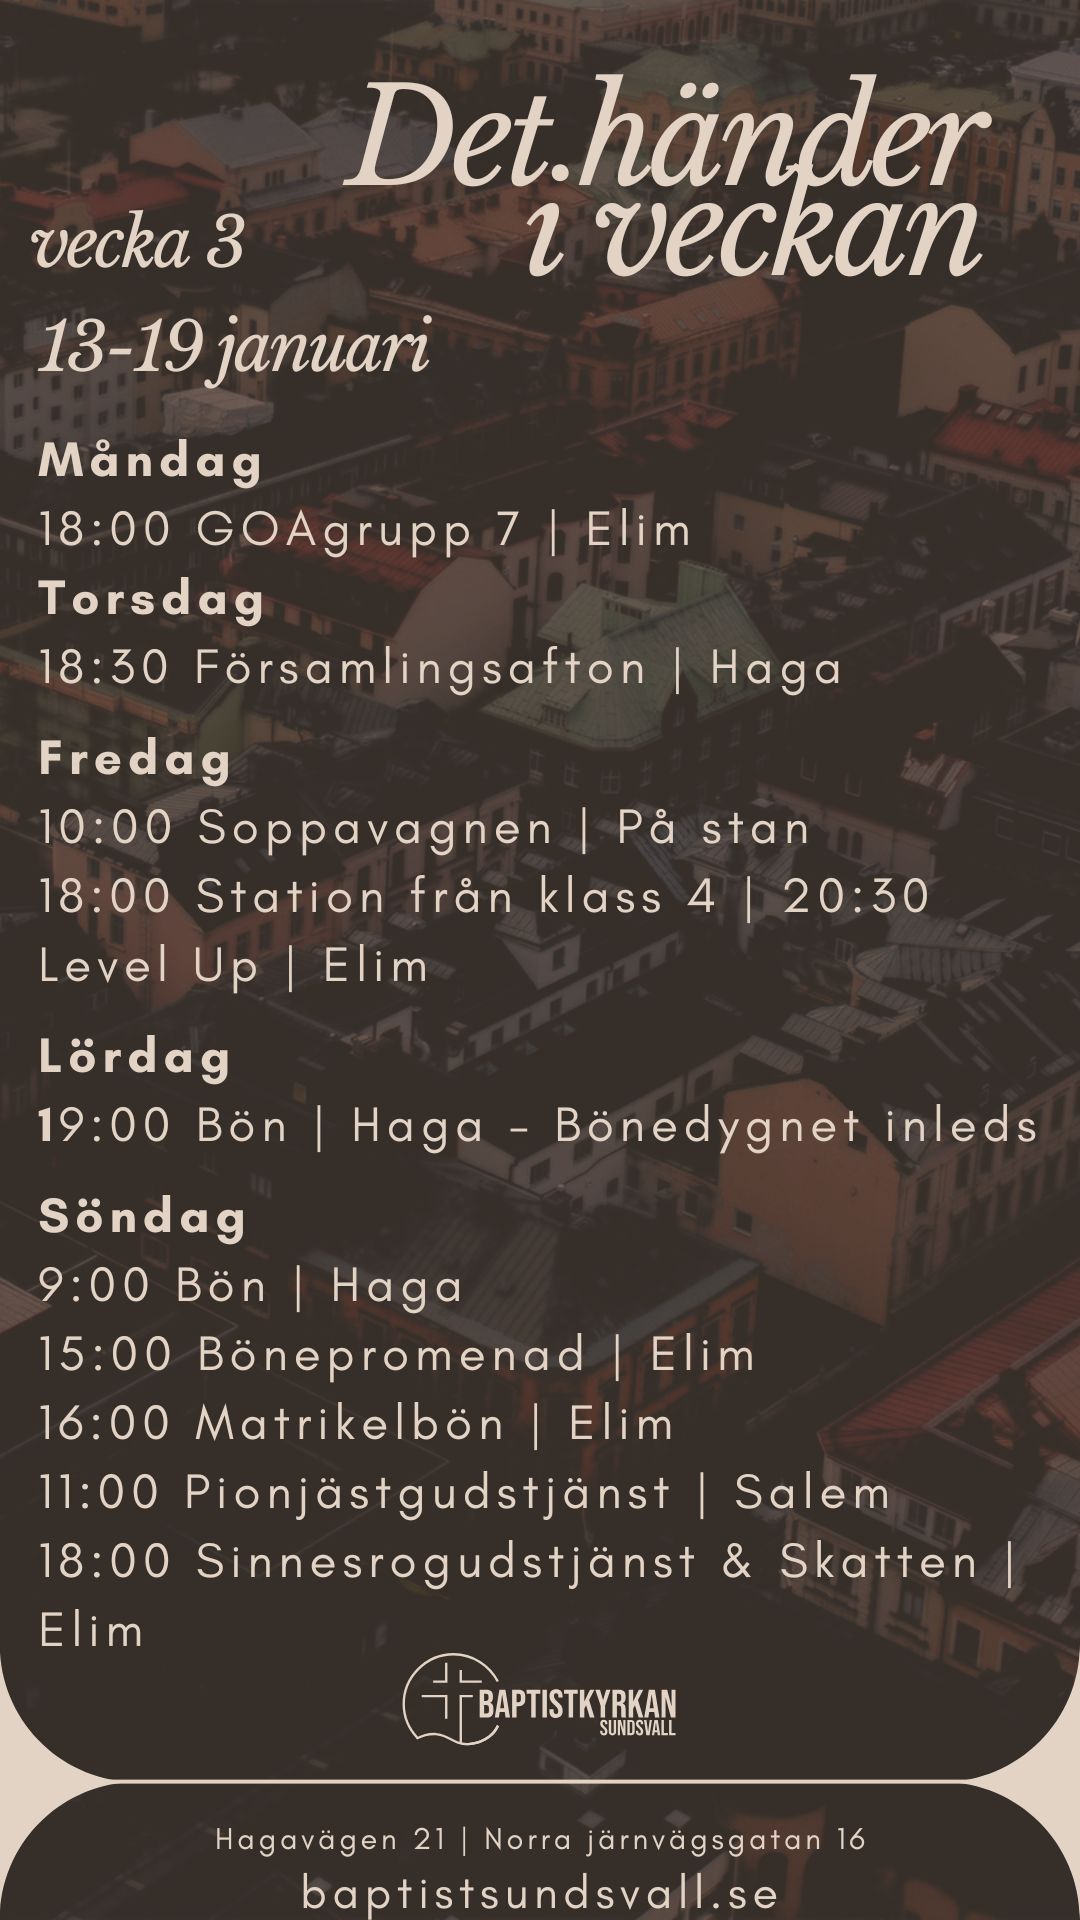 Det händer
i veckan
vecka 3
13-19 januari
Måndag
18:00 GOAgrupp 7 | Elim
Torsdag
18:30 Församlingsafton | Haga
Fredag
10:00 Soppavagnen | På stan
18:00 Station från klass 4 | 20:30
Level Up | Elim
Lördag
19:00 Bön | Haga - Bönedygnet inleds
Söndag
9:00 Bön | Haga
15:00 Bönepromenad | Elim
16:00 Matrikelbön | Elim
11:00 Pionjästgudstjänst | Salem
18:00 Sinnesrogudstjänst & Skatten |
Elim
BAPTISTKYRKAN
SUNDSVALL
Hagavägen 21 | Norra järnvägsgatan 16
baptistsundsvall.se